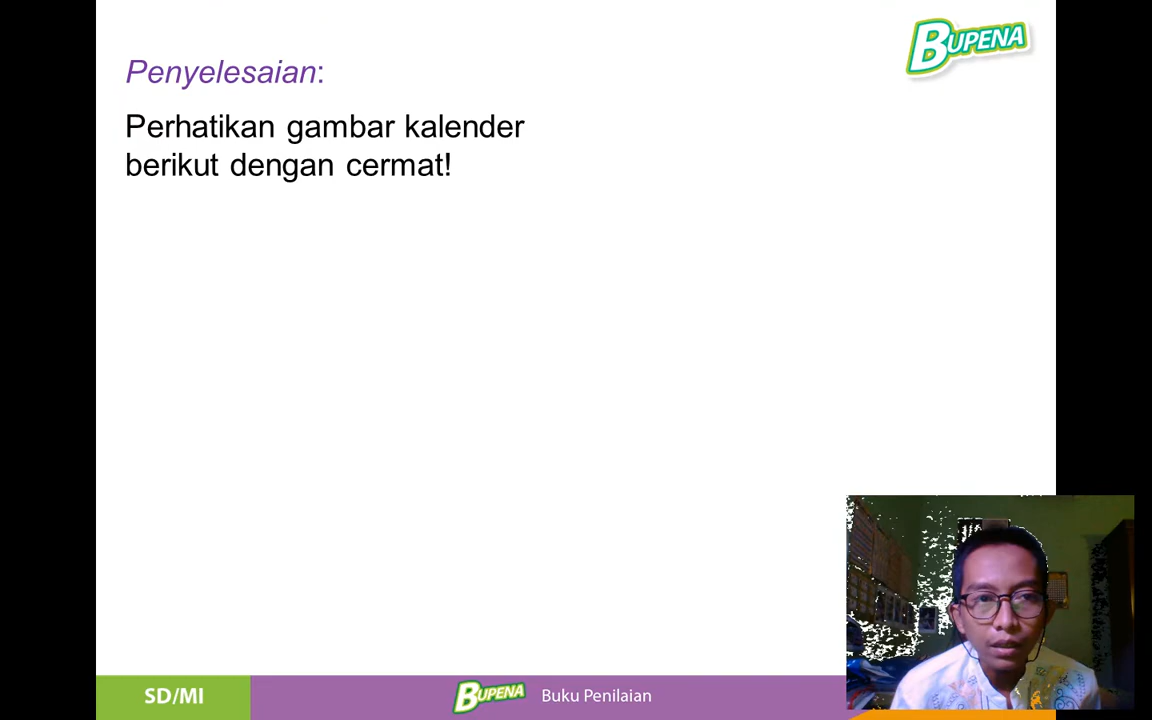 BUPENA
Penyelesaian:
Perhatikan gambar kalender
berikut dengan cermat!
SD/MI
BUPENA
Buku Penilaian